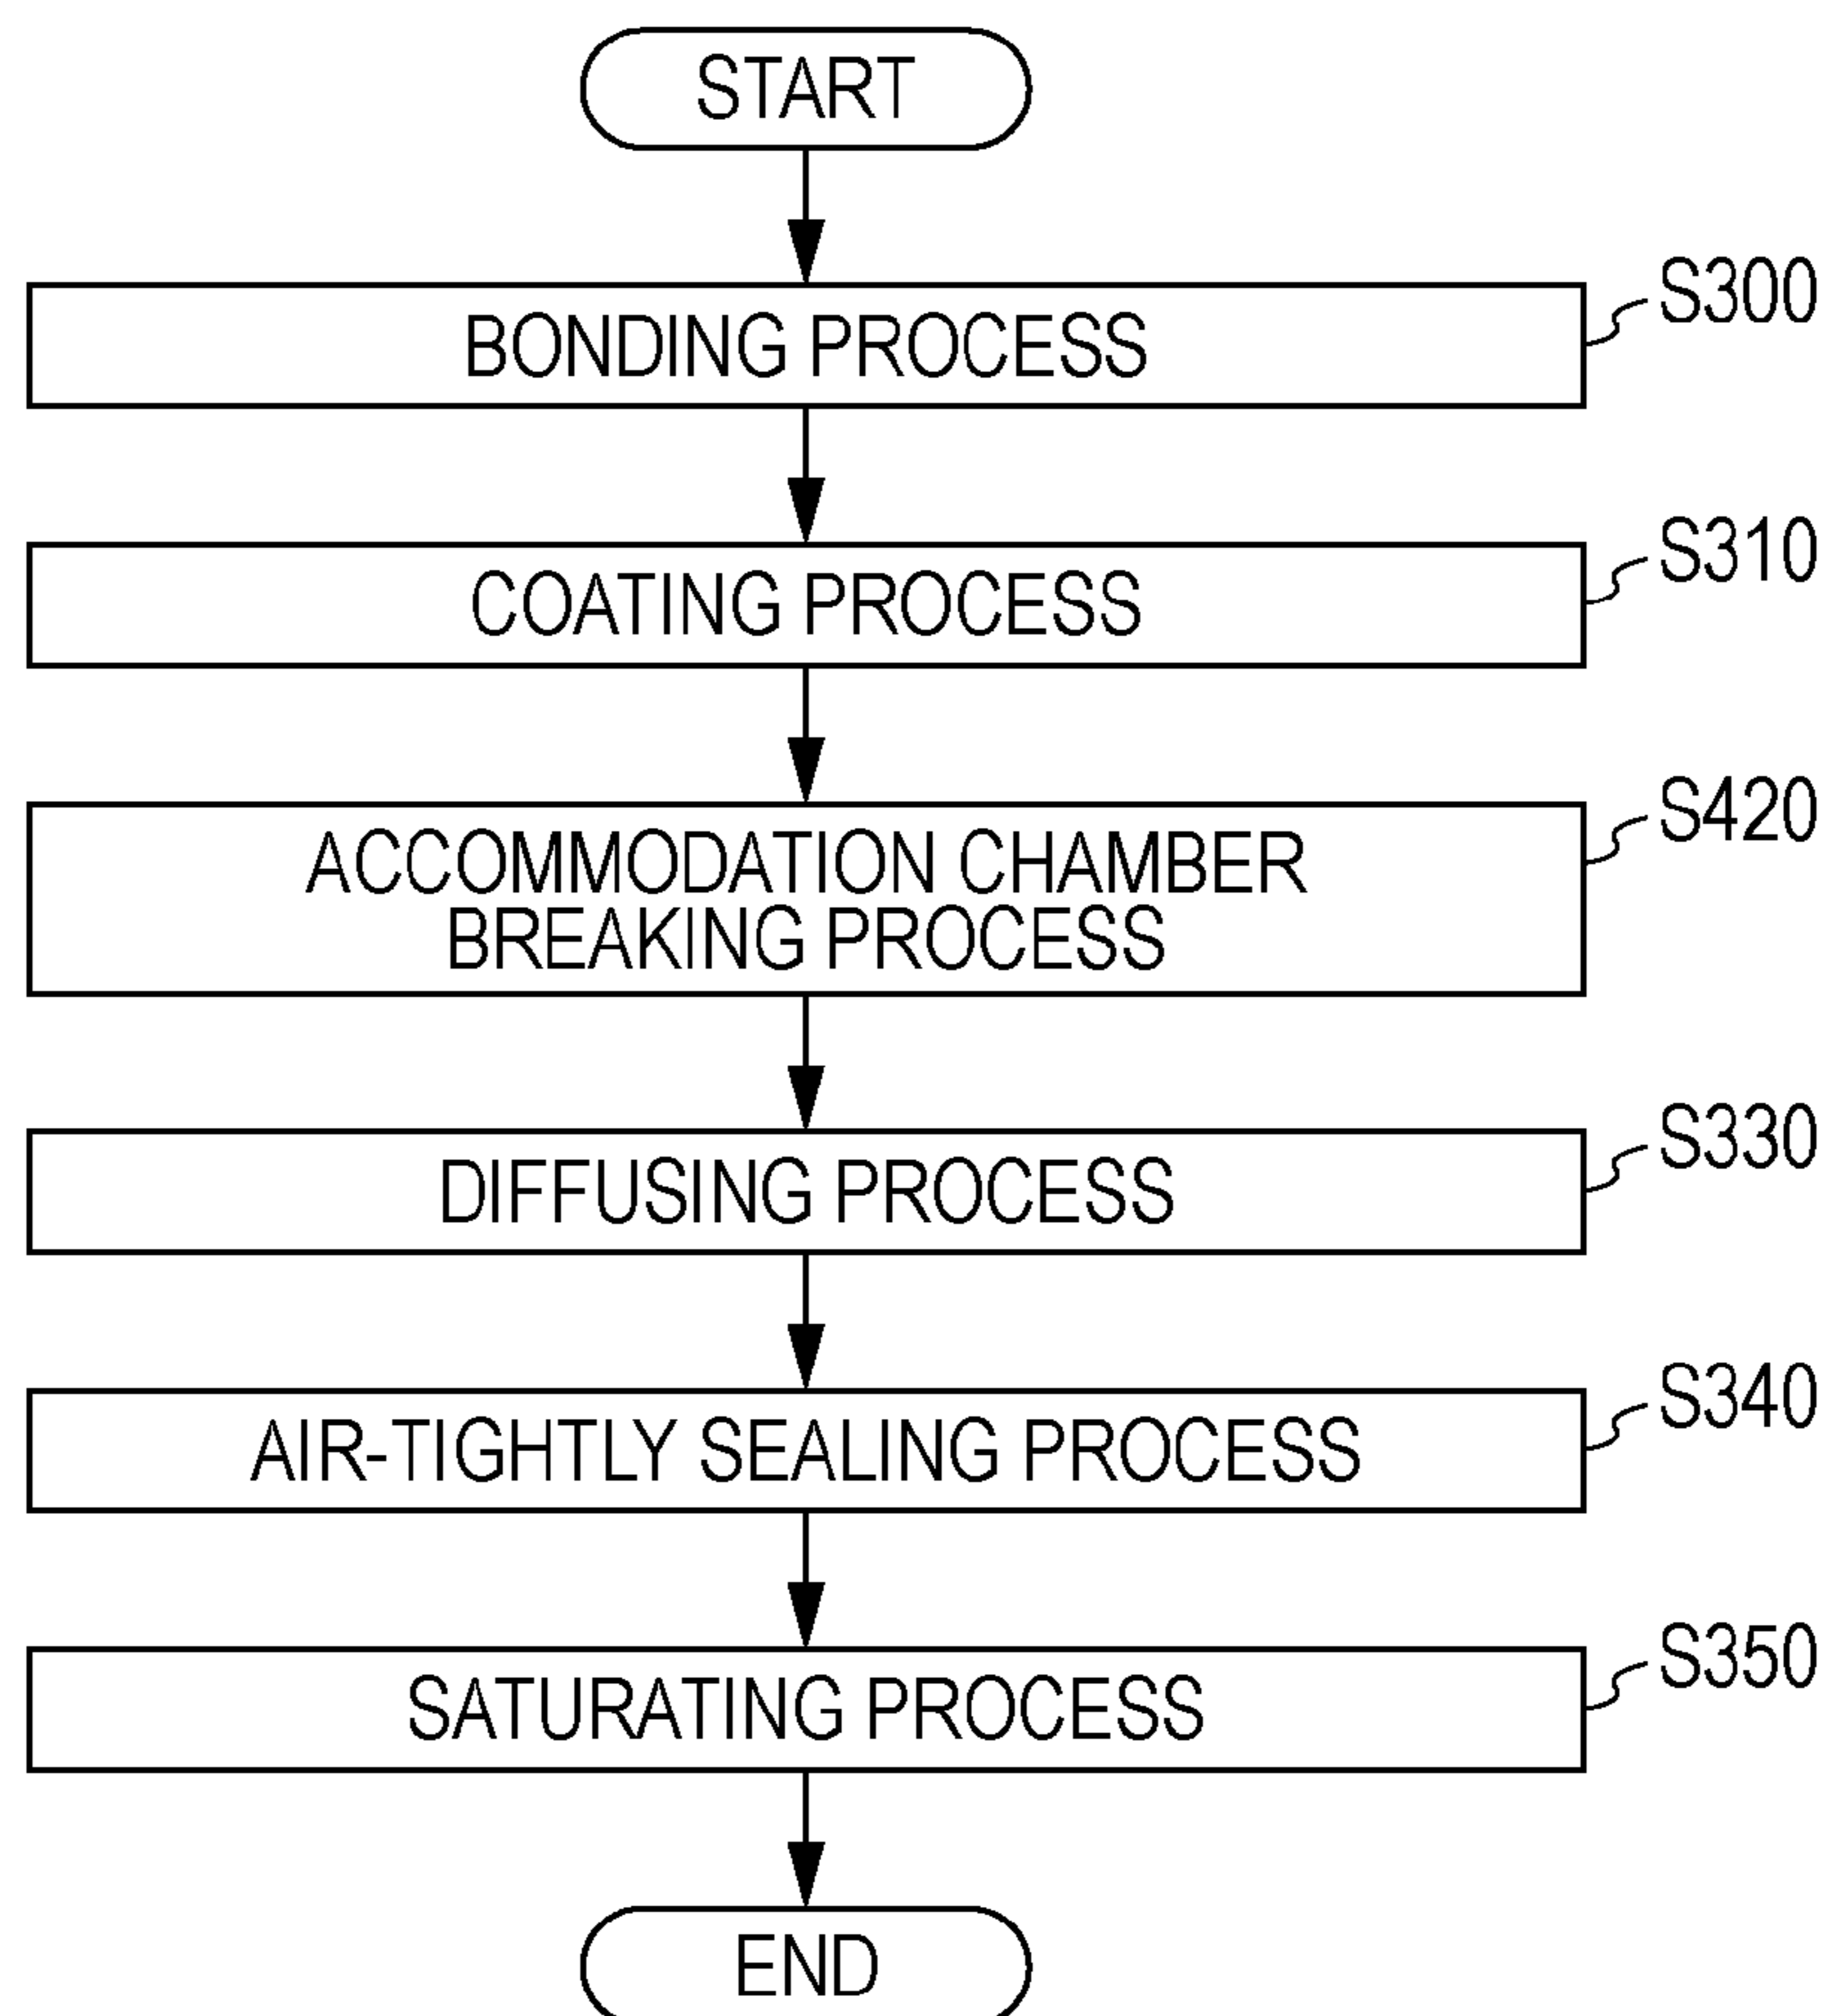 START
BONDING PROCESS
S300
COATING PROCESS
S310
ACCOMMODATION CHAMBER
BREAKING PROCESS
S420
DIFFUSING PROCESS
S330
AIR-TIGHTLY SEALING PROCESS
S340
SATURATING PROCESS
S350
END